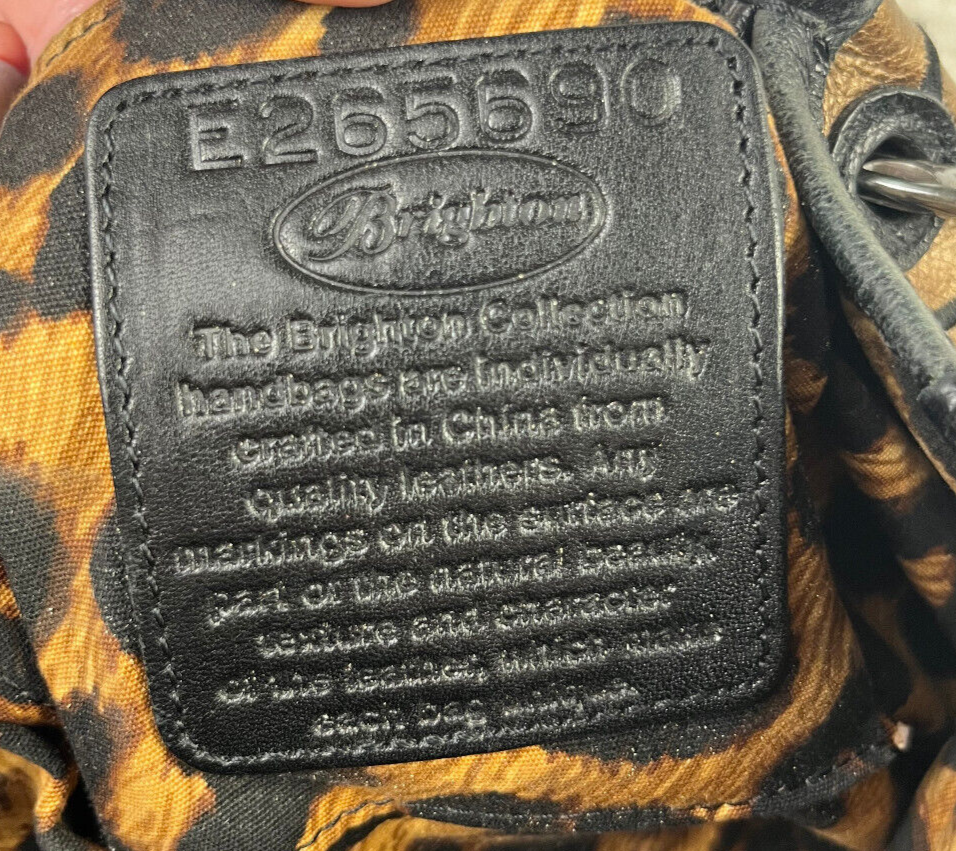 E265690
Brighton
The Brighton Collection
handbags are individually
crafted in China from
quality leathers. Any
markings on the surface are
part of the natural beauty,
texture and character
of the leather, which make
each bag unique.